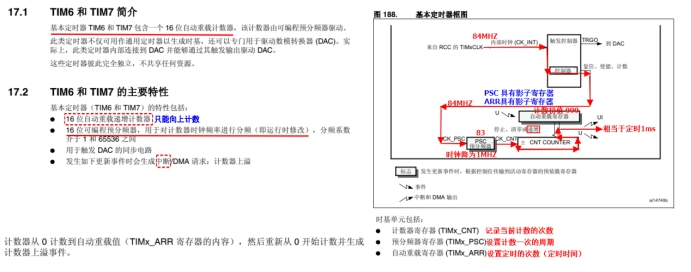 17.1 TIM6 和 TIM7 简介
基本定时器 TIM6 和 TIM7 包含一个 16 位自动重载计数器，该计数器由可编程预分频器驱动。
此类定时器不仅可用作通用定时器以生成时基，还可以专门用于驱动数模转换器 (DAC)。实
际上，此类定时器内部连接到 DAC 并能够通过其触发输出驱动 DAC。
这些定时器彼此完全独立，不共享任何资源。
17.2 TIM6 和 TIM7 的主要特性
基本定时器（TIM6 和 TIM7）的特性包括：
● 16 位自动重载递增计数器 只能向上计数
● 16 位可编程预分频器，用于对计数器时钟频率进行分频（即运行时修改），分频系数
介于 1 和 65536 之间
● 用于触发 DAC 的同步电路
● 发生如下更新事件时会生成中断/DMA 请求：计数器上溢
计数器从 0 计数到自动重载值（TIMx_ARR 寄存器的内容），然后重新从 0 开始计数并生成
计数器上溢事件。
图 188. 基本定时器框图
84MHZ
内部时钟 (CK_INT)
来自 RCC 的 TIMxCLK
触发控制器
TRGO
到 DAC
控制器
复位、使能、计数
PSC 具有影子寄存器
ARR具有影子寄存器
84MHZ
计数初值 999
自动重载寄存器
U
UI
停止、清零或递增
相当于定时1ms
CK_PSC
83
PSC
预分频器
CK_CNT
± CNT COUNTER
U
时钟将为1MHZ
标志
发生更新事件时，根据控制位传输到活动寄存器的预装载寄存器
事件
中断和 DMA 输出
ai14749b
时基单元包括：
● 计数器寄存器 (TIMx_CNT) 记录当前计数的次数
● 预分频器寄存器 (TIMx_PSC)设置计数一次的周期
● 自动重载寄存器 (TIMx_ARR)设置定时的次数（定时时间）